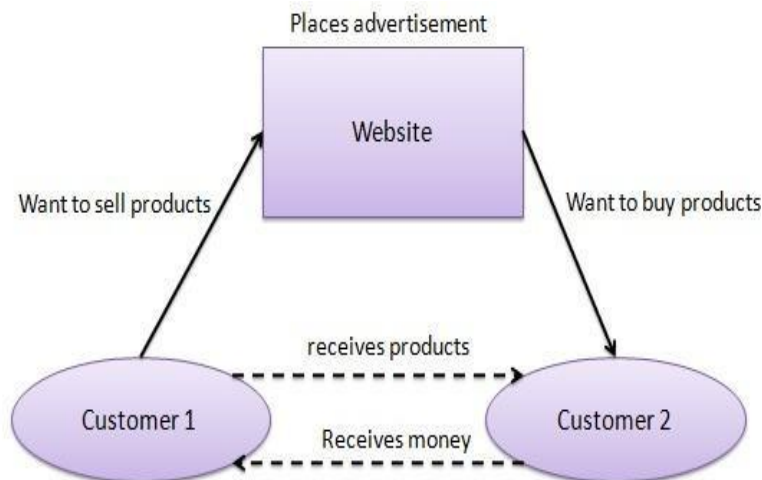 Places advertisement
Website
Want to sell products
Want to buy products
receives products
Customer 1
Customer 2
Receives money